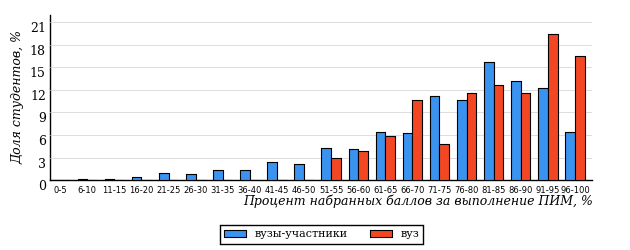 21
18
15
12
9
6
3
0
Доля студентов, %
0-5 6-10 11-15 16-20 21-25 26-30 31-35 36-40 41-45 46-50 51-55 56-60 61-65 66-70 71-75 76-80 81-85 86-90 91-95 96-100
Процент набранных баллов за выполнение ПИМ, %
вузы-участники вуз